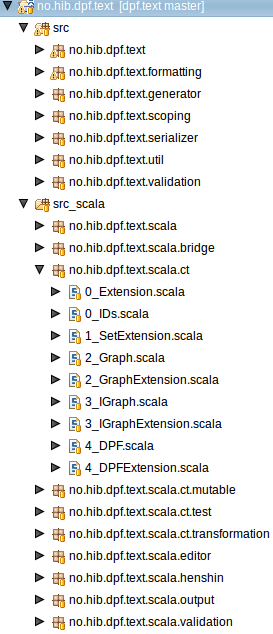 no.hib.dpf.text [dpf.text master]
src
no.hib.dpf.text
no.hib.dpf.text.formatting
no.hib.dpf.text.generator
no.hib.dpf.text.scoping
no.hib.dpf.text.serializer
no.hib.dpf.text.util
no.hib.dpf.text.validation
src_scala
no.hib.dpf.text.scala
no.hib.dpf.text.scala.bridge
no.hib.dpf.text.scala.ct
0_Extension.scala
0_IDs.scala
1_SetExtension.scala
2_Graph.scala
2_GraphExtension.scala
3_IGraph.scala
3_IGraphExtension.scala
4_DPF.scala
4_DPFExtension.scala
no.hib.dpf.text.scala.ct.mutable
no.hib.dpf.text.scala.ct.test
no.hib.dpf.text.scala.ct.transformation
no.hib.dpf.text.scala.editor
no.hib.dpf.text.scala.henshin
no.hib.dpf.text.scala.output
no.hib.dpf.text.scala.validation